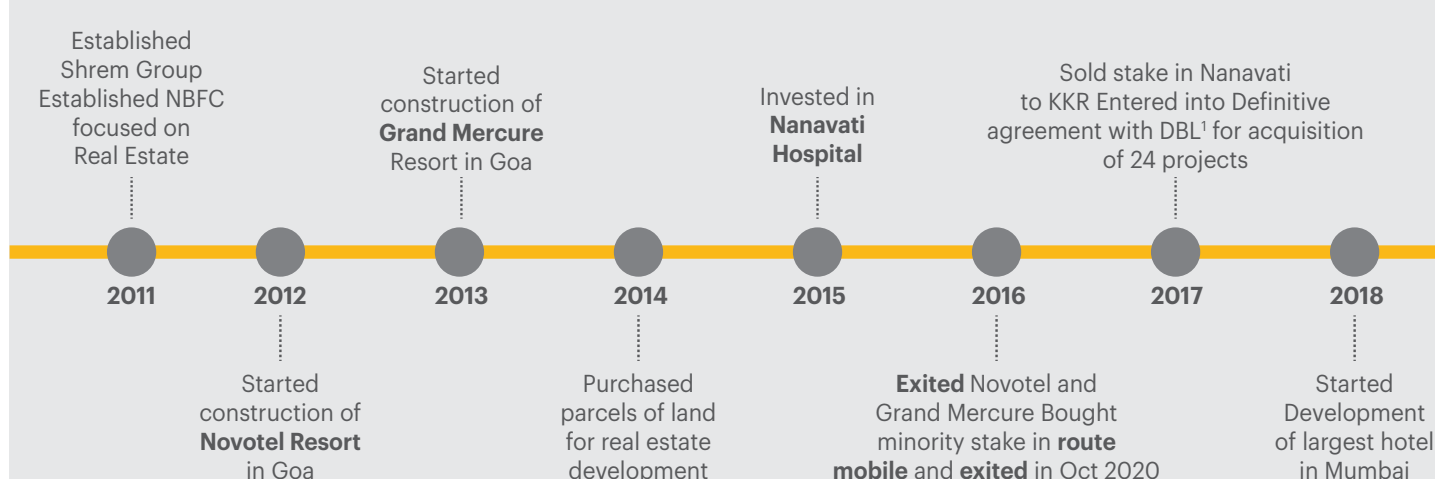 Established
Shrem Group
Established NBFC
focused on
Real Estate
Started
construction of
Grand Mercure
Resort in Goa
Invested in
Nanavati
Hospital
Sold stake in Nanavati
to KKR Entered into Definitive
agreement with DBL¹ for acquisition
of 24 projects
2011
2012
2013
2014
2015
2016
2017
2018
Started
construction of
Novotel Resort
in Goa
Purchased
parcels of land
for real estate
development
Exited Novotel and
Grand Mercure Bought
minority stake in route
mobile and exited in Oct 2020
Started
Development
of largest hotel
in Mumbai